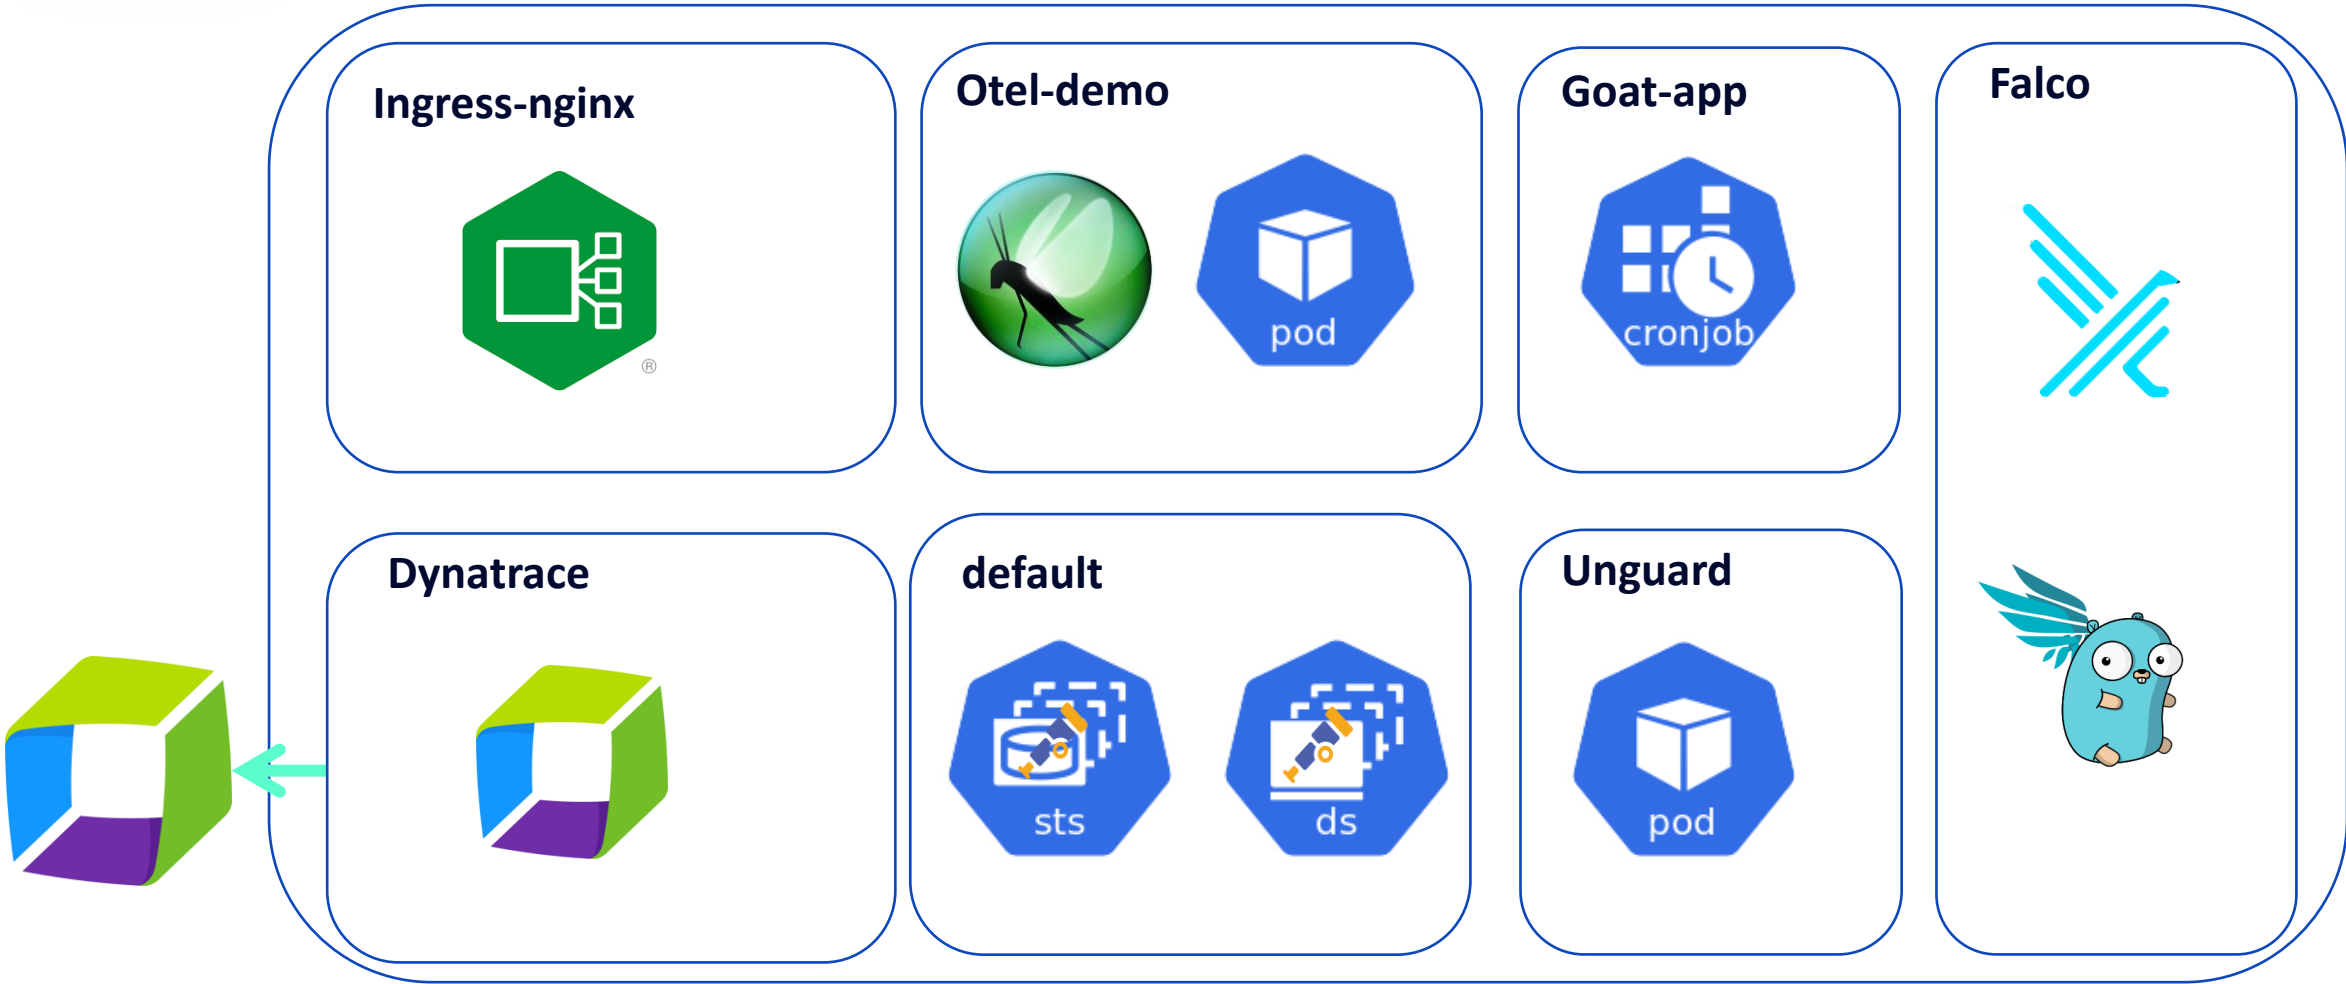 Ingress-nginx
Otel-demo
Goat-app
Falco
®
pod
cronjob
Dynatrace
default
Unguard
sts
ds
pod